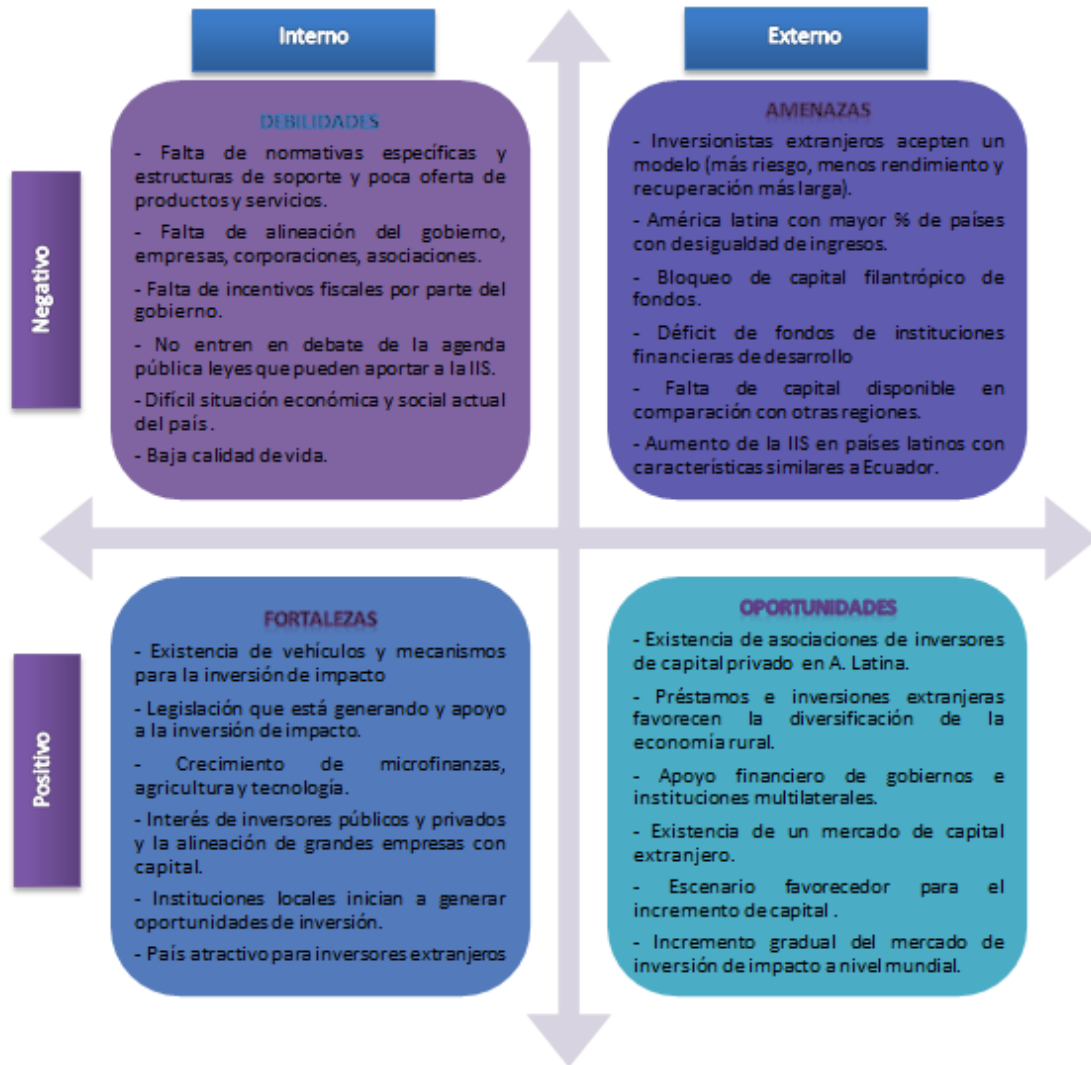 Interno
Externo
Negativo
DEBILIDADES
- Falta de normativas específicas y
estructuras de soporte y poca oferta de
productos y servicios.
- Falta de alineación del gobierno,
empresas, corporaciones, asociaciones.
- Falta de incentivos fiscales por parte del
gobierno.
- No entren en debate de la agenda
pública leyes que pueden aportar a la IIS.
- Difícil situación económica y social actual
del país .
- Baja calidad de vida.
AMENAZAS
- Inversionistas extranjeros acepten un
modelo (más riesgo, menos rendimiento y
recuperación más larga).
- América latina con mayor % de países
con desigualdad de ingresos.
- Bloqueo de capital filantrópico de
fondos.
- Déficit de fondos de instituciones
financieras de desarrollo
- Falta de capital disponible en
comparación con otras regiones.
- Aumento de la IIS en países latinos con
características similares a Ecuador.
Positivo
FORTALEZAS
- Existencia de vehículos y mecanismos
para la inversión de impacto
- Legislación que está generando y apoyo
a la inversión de impacto.
- Crecimiento de microfinanzas,
agricultura y tecnología.
- Interés de inversores públicos y privados
y la alineación de grandes empresas con
capital.
- Instituciones locales inician a generar
oportunidades de inversión.
- País atractivo para inversores extranjeros
OPORTUNIDADES
- Existencia de asociaciones de inversores
de capital privado en A. Latina.
- Préstamos e inversiones extranjeras
favorecen la diversificación de la
economía rural.
- Apoyo financiero de gobiernos e
instituciones multilaterales.
- Existencia de un mercado de capital
extranjero.
- Escenario favorecedor para el
incremento de capital .
- Incremento gradual del mercado de
inversión de impacto a nivel mundial.